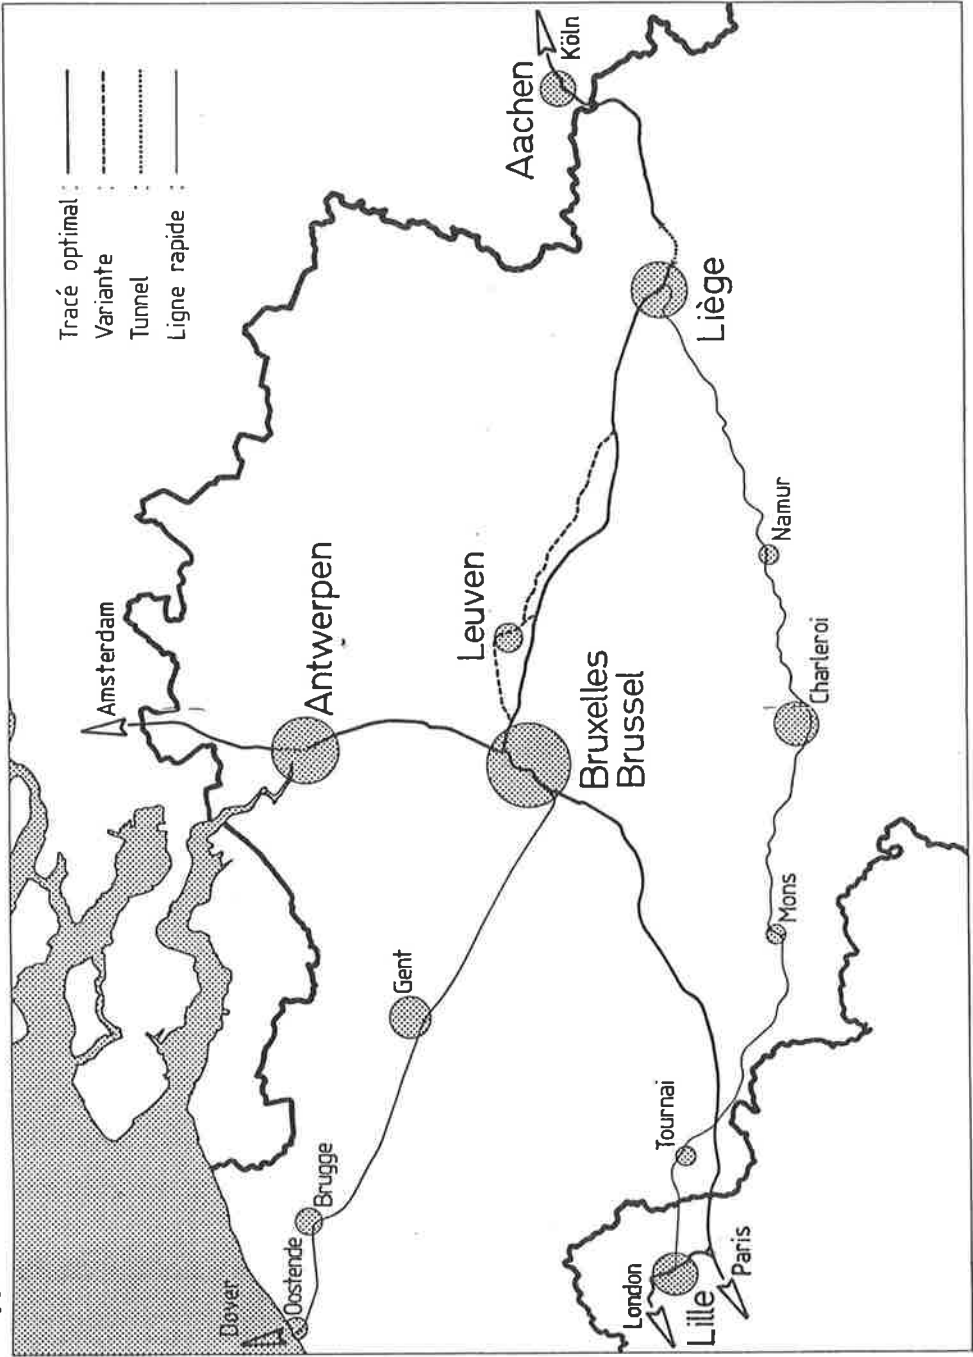 Tracé optimal :
Variante :
Tunnel :
Ligne rapide :
Köln
Aachen
Liège
Amsterdam
Antwerpen
Leuven
Bruxelles
Brussel
Namur
Charleroi
Mons
Gent
Brugge
Oostende
Dover
Tournai
London
Lille
Paris